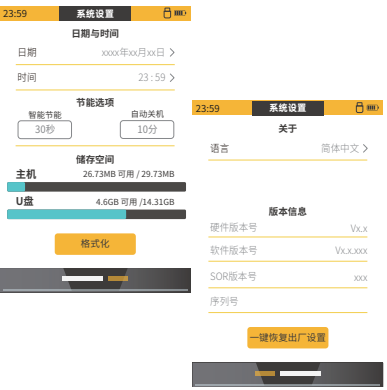 23:59 系统设置
日期与时间
日期 xxxx年xx月xx日
时间 23 : 59
节能选项
智能节能 自动关机
30秒 10分
储存空间
主机 26.73MB 可用 / 29.73MB
U盘 4.6GB 可用 /14.31GB
格式化
23:59 系统设置
关于
语言 简体中文
版本信息
硬件版本号 Vx.x
软件版本号 Vx.x.xxx
SOR版本号 xxx
序列号
一键恢复出厂设置